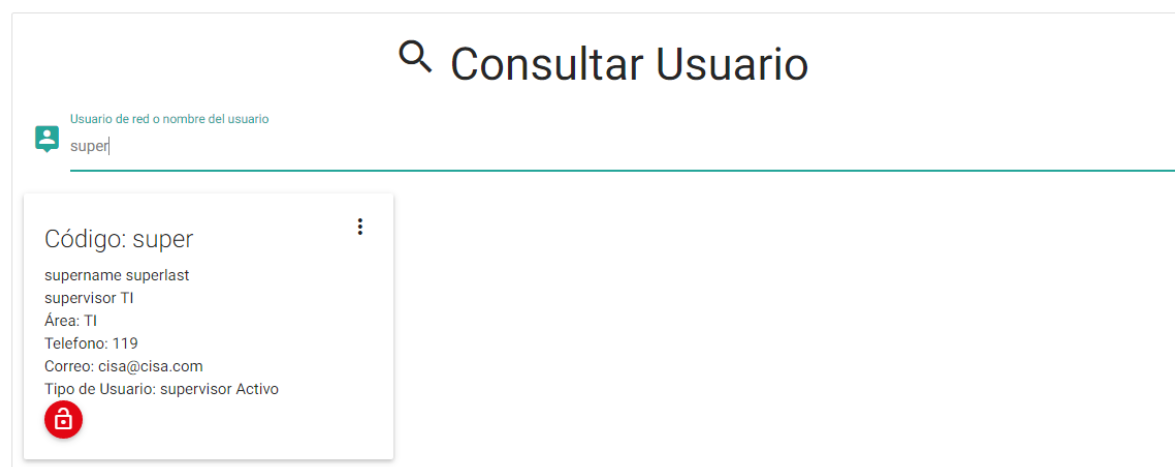 Consultar Usuario
Usuario de red o nombre del usuario
super
Código: super
supername superlast
supervisor TI
Área: TI
Telefono: 119
Correo: cisa@cisa.com
Tipo de Usuario: supervisor Activo